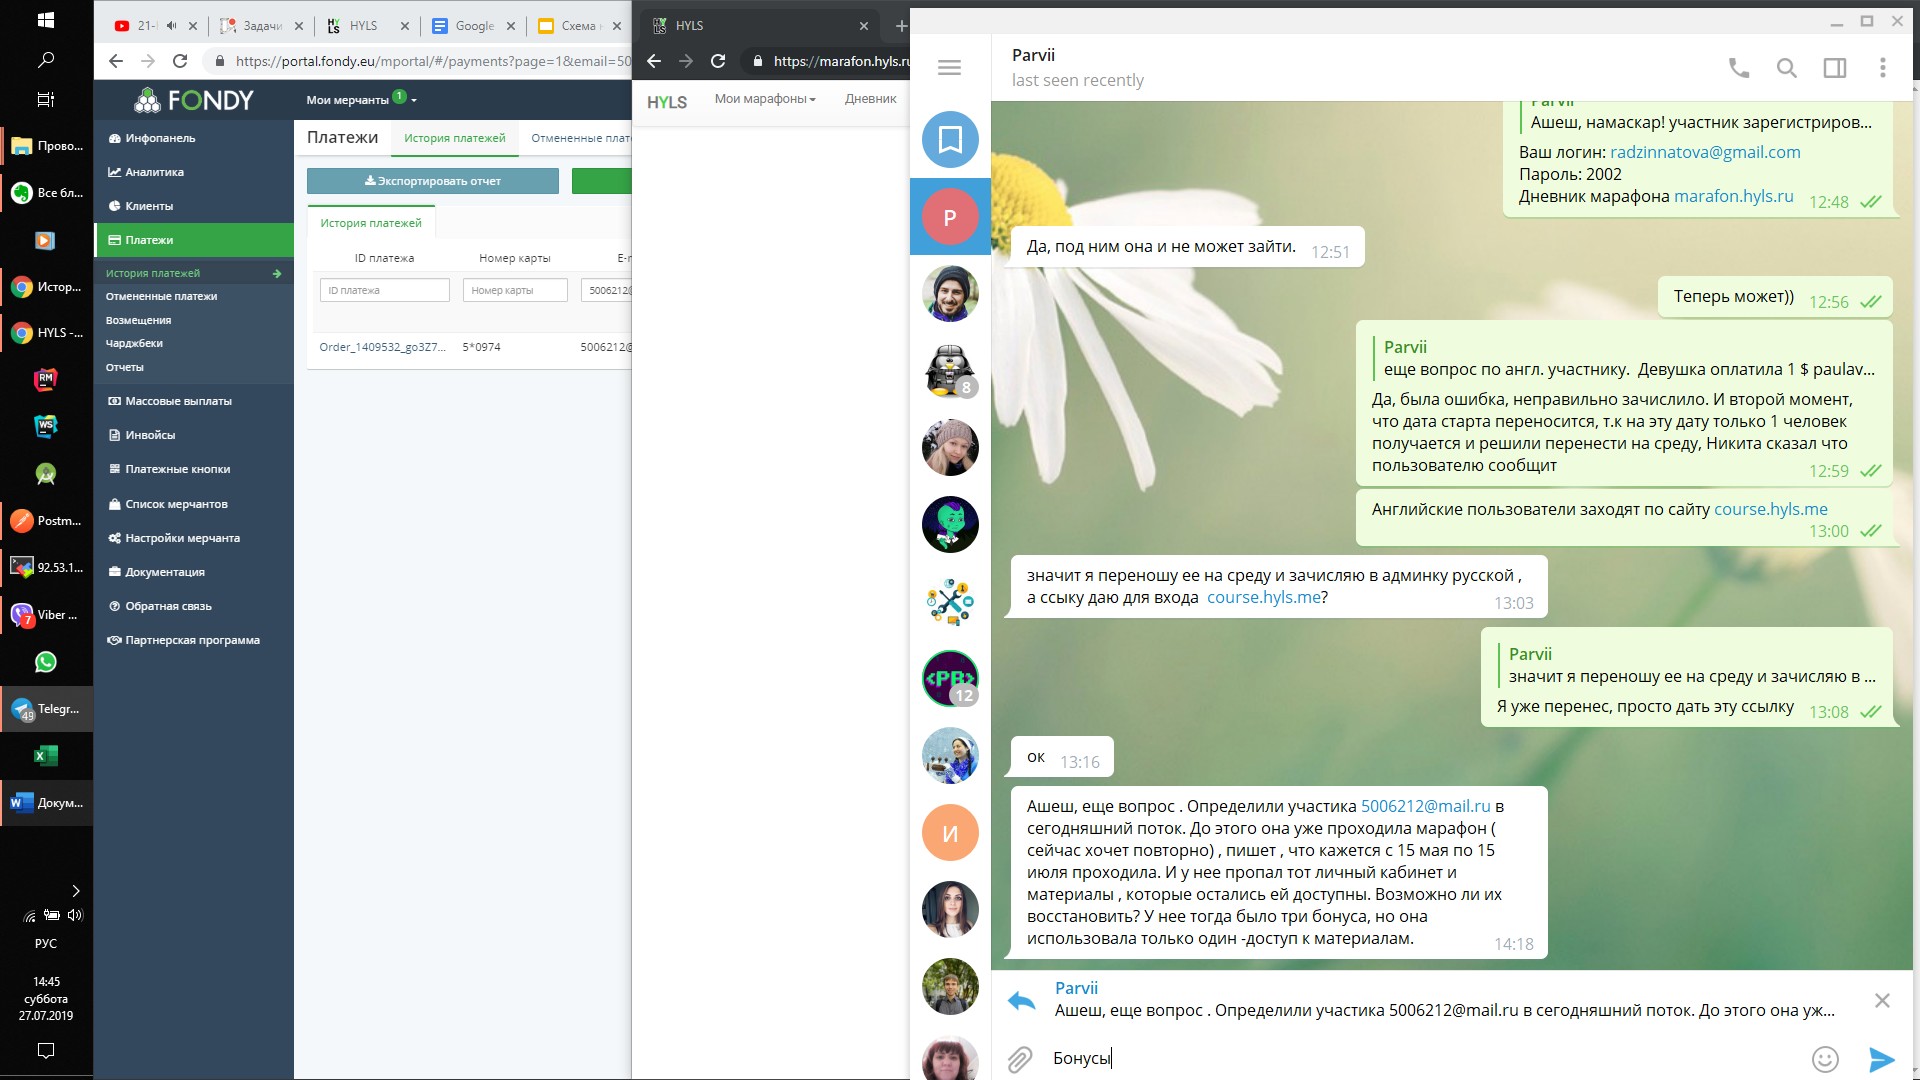 Прово...
Все бл...
Истор...
HYLS -...
RM
WS
Postm...
92.53.1...
7
Viber ...
49
Telegr...
Докум...
РУС
14:45
суббота
27.07.2019
21-
Задачи
HYLS
Google
Схема
https://portal.fondy.eu/mportal/#/payments?page=1&email=50
FONDY
Мои мерчанты 1
Инфопанель
Аналитика
Клиенты
Платежи
История платежей
Отмененные платежи
Возмещения
Чарджбеки
Отчеты
Массовые выплаты
Инвойсы
Платежные кнопки
Список мерчантов
Настройки мерчанта
Документация
Обратная связь
Партнерская программа
Платежи
История платежей
Отмененные плат
Экспортировать отчет
История платежей
ID платежа
Номер карты
E-
ID платежа
Номер карты
5006212@
Order_1409532_go3Z7...
5*0974
5006212@
HYLS
https://marafon.hyls.ru
HYLS
Мои марафоны
Дневник
P
8
<PB>
12
И
Parvii
last seen recently
Parvii
Ашеш, намаскар! участник зарегистриров...
Ваш логин: radzinnatova@gmail.com
Пароль: 2002
Дневник марафона marafon.hyls.ru 12:48
Да, под ним она и не может зайти. 12:51
Теперь может)) 12:56
Parvii
еще вопрос по англ. участнику. Девушка оплатила 1 $ paulav...
Да, была ошибка, неправильно зачислило. И второй момент,
что дата старта переносится, т.к на эту дату только 1 человек
получается и решили перенести на среду, Никита сказал что
пользователю сообщит 12:59
Английские пользователи заходят по сайту course.hyls.me
13:00
значит я переношу ее на среду и зачисляю в админку русской ,
а ссыку даю для входа course.hyls.me? 13:03
Parvii
значит я переношу ее на среду и зачисляю в ...
Я уже перенес, просто дать эту ссылку 13:08
ок 13:16
Ашеш, еще вопрос . Определили участика 5006212@mail.ru в
сегодняшний поток. До этого она уже проходила марафон (
сейчас хочет повторно) , пишет , что кажется с 15 мая по 15
июля проходила. И у нее пропал тот личный кабинет и
материалы , которые остались ей доступны. Возможно ли их
восстановить? У нее тогда было три бонуса, но она
использовала только один -доступ к материалам. 14:18
Parvii
Ашеш, еще вопрос . Определили участика 5006212@mail.ru в сегодняшний поток. До этого она уж...
Бонусы